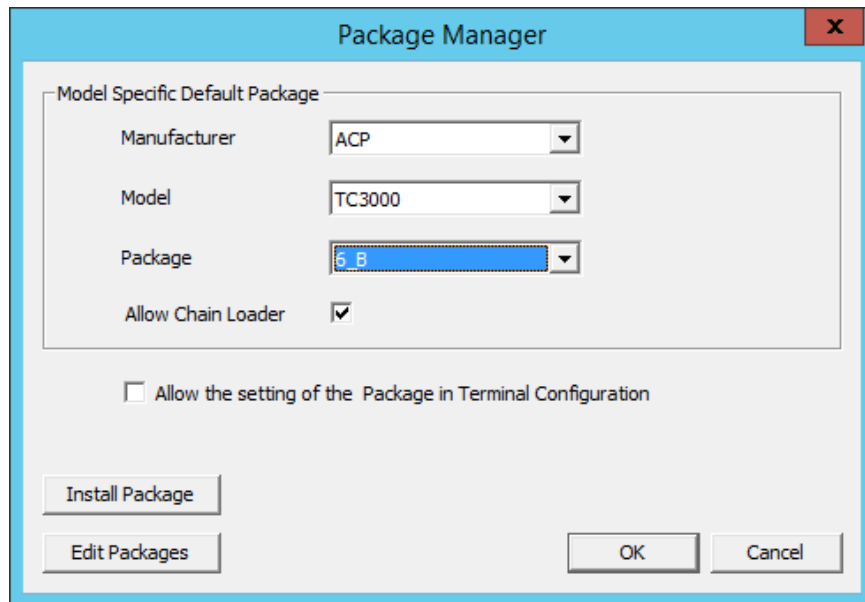 Package Manager
x
Model Specific Default Package
Manufacturer
ACP
Model
TC3000
Package
6_B
Allow Chain Loader
Allow the setting of the Package in Terminal Configuration
Install Package
Edit Packages
OK
Cancel